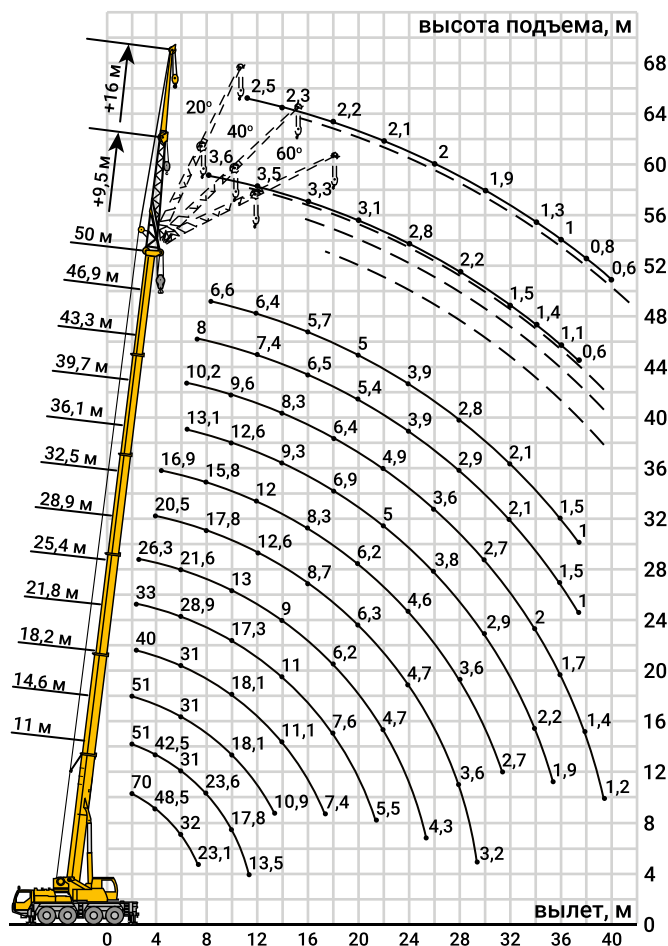 высота подъема, м
68
64
60
56
52
48
44
40
36
32
28
24
20
16
12
8
4
0
+16 м
+9,5 м
20°
40°
60°
50 м
46,9 м
43,3 м
39,7 м
36,1 м
32,5 м
28,9 м
25,4 м
21,8 м
18,2 м
14,6 м
11 м
2,5 2,3 2,2 2,1 2 1,9 1,3 1 0,8 0,6
3,6 3,5 3,3 3,1 2,8 2,2 1,5 1,4 1,1 0,6
6,6 6,4 5,7 5 3,9 2,8 2,1 1,5 1
8 7,4 6,5 5,4 3,9 2,9 2,1 1,5 1
10,2 9,6 8,3 6,4 4,9 3,6 2,7 2 1,7 1,4 1,2
13,1 12,6 9,3 6,9 5 3,8 2,9 2,2 1,9
16,9 15,8 12 8,3 6,2 4,6 3,6 2,7
20,5 17,8 12,6 8,7 6,3 4,7 3,6 3,2
26,3 21,6 13 9 6,2 4,7 4,3
33 28,9 17,3 11 7,6 5,5
40 31 18,1 11,1 7,4
51 31 18,1 10,9
51 42,5 31 23,6 17,8 13,5
70 48,5 32 23,1
вылет, м
0 4 8 12 16 20 24 28 32 36 40